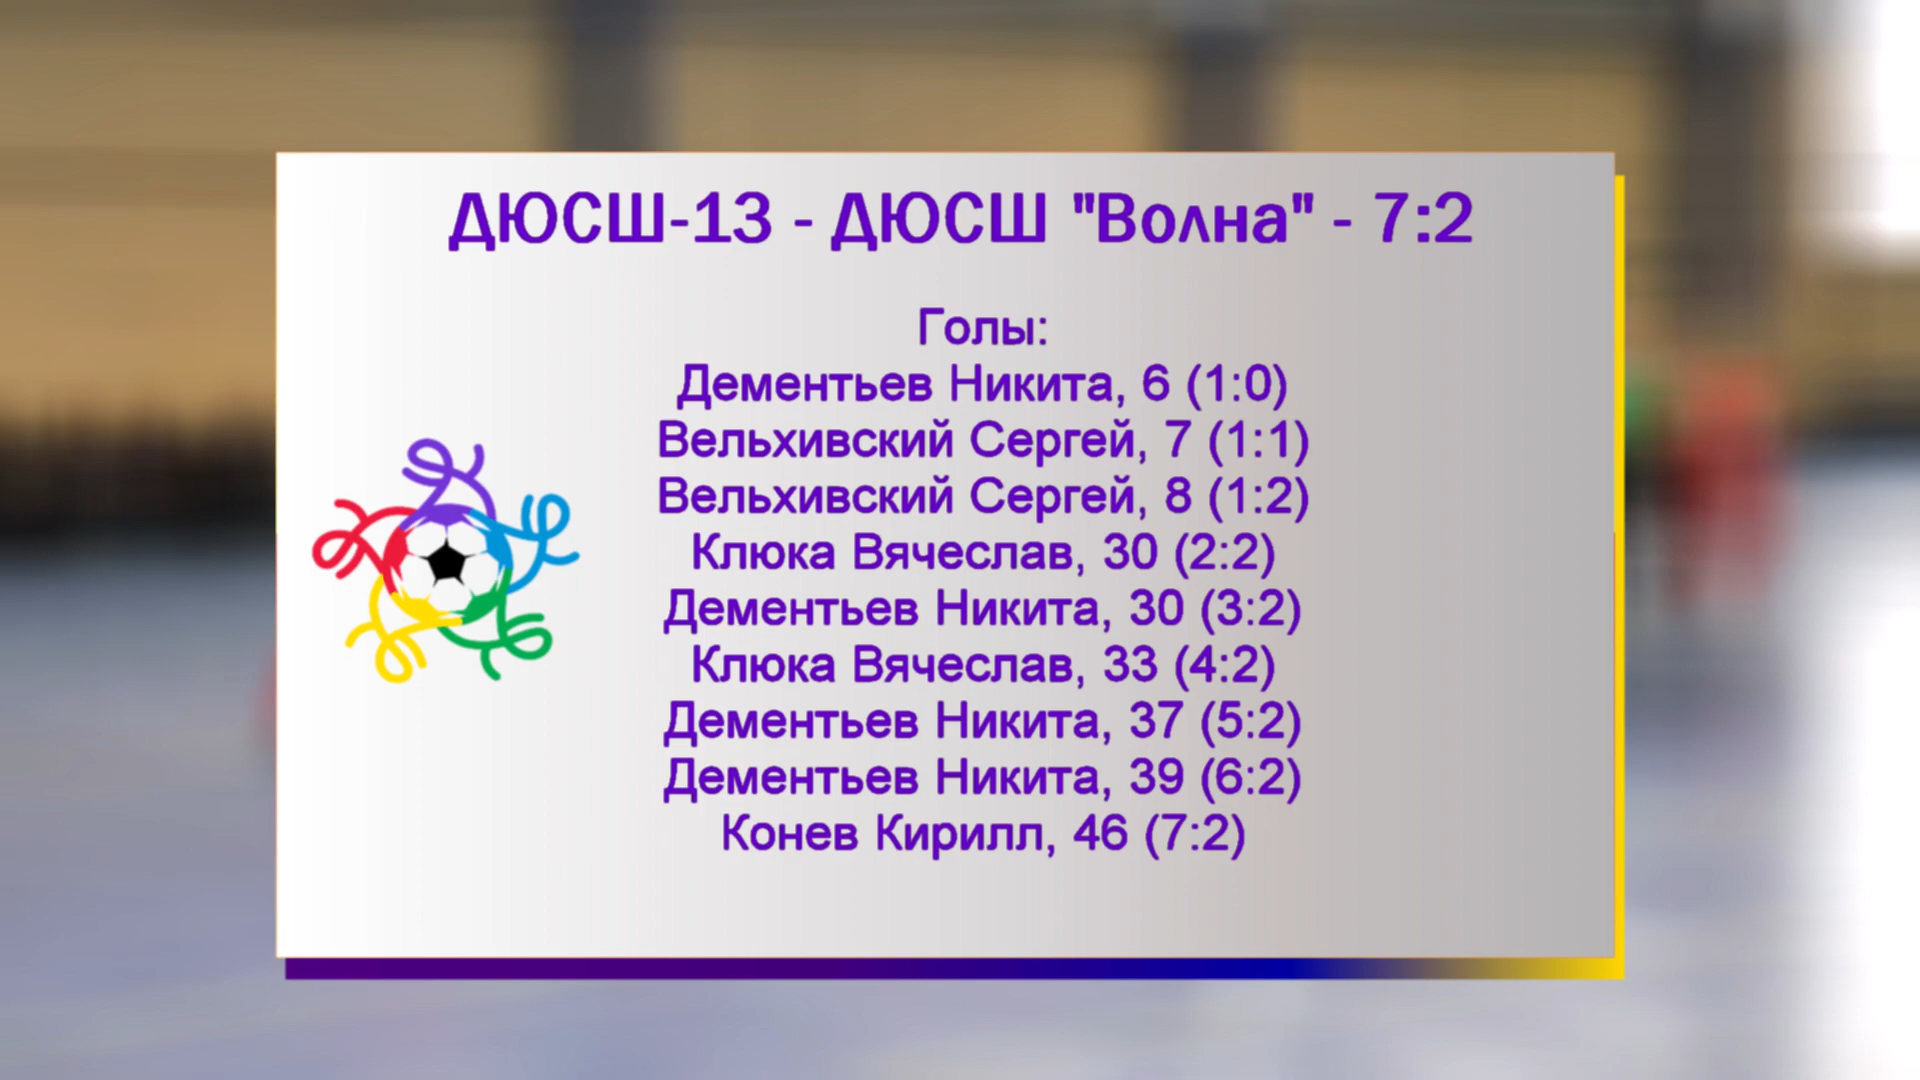 ДЮСШ-13 - ДЮСШ "Волна" - 7:2
Голы:
Дементьев Никита, 6 (1:0)
Вельхивский Сергей, 7 (1:1)
Вельхивский Сергей, 8 (1:2)
Клюка Вячеслав, 30 (2:2)
Дементьев Никита, 30 (3:2)
Клюка Вячеслав, 33 (4:2)
Дементьев Никита, 37 (5:2)
Дементьев Никита, 39 (6:2)
Конев Кирилл, 46 (7:2)